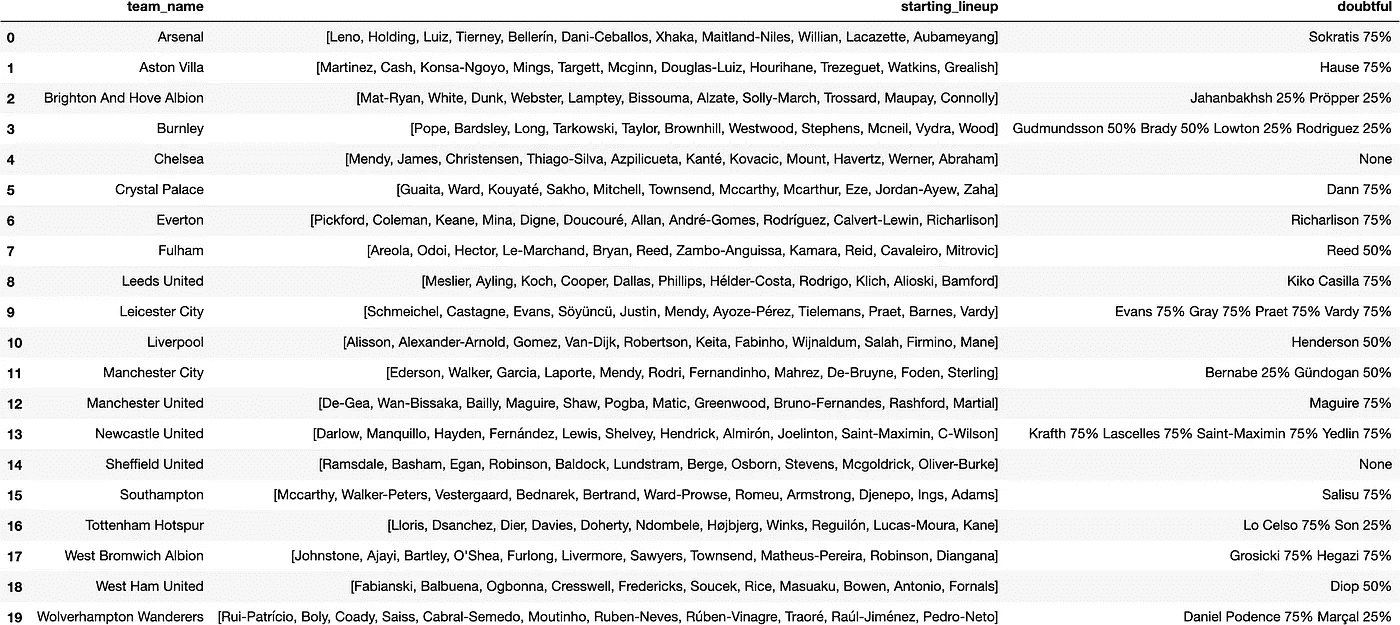 team_name starting_lineup doubtful
0 Arsenal [Leno, Holding, Luiz, Tierney, Bellerín, Dani-Ceballos, Xhaka, Maitland-Niles, Willian, Lacazette, Aubameyang] Sokratis 75%
1 Aston Villa [Martinez, Cash, Konsa-Ngoyo, Mings, Targett, Mcginn, Douglas-Luiz, Hourihane, Trezeguet, Watkins, Grealish] Hause 75%
2 Brighton And Hove Albion [Mat-Ryan, White, Dunk, Webster, Lamptey, Bissouma, Alzate, Solly-March, Trossard, Maupay, Connolly] Jahanbakhsh 25% Pröpper 25%
3 Burnley [Pope, Bardsley, Long, Tarkowski, Taylor, Brownhill, Westwood, Stephens, Mcneil, Vydra, Wood] Gudmundsson 50% Brady 50% Lowton 25% Rodriguez 25%
4 Chelsea [Mendy, James, Christensen, Thiago-Silva, Azpilicueta, Kanté, Kovacic, Mount, Havertz, Werner, Abraham] None
5 Crystal Palace [Guaita, Ward, Kouyaté, Sakho, Mitchell, Townsend, Mccarthy, Mcarthur, Eze, Jordan-Ayew, Zaha] Dann 75%
6 Everton [Pickford, Coleman, Keane, Mina, Digne, Doucouré, Allan, André-Gomes, Rodríguez, Calvert-Lewin, Richarlison] Richarlison 75%
7 Fulham [Areola, Odoi, Hector, Le-Marchand, Bryan, Reed, Zambo-Anguissa, Kamara, Reid, Cavaleiro, Mitrovic] Reed 50%
8 Leeds United [Meslier, Ayling, Koch, Cooper, Dallas, Phillips, Hélder-Costa, Rodrigo, Klich, Alioski, Bamford] Kiko Casilla 75%
9 Leicester City [Schmeichel, Castagne, Evans, Söyüncü, Justin, Mendy, Ayoze-Pérez, Tielemans, Praet, Barnes, Vardy] Evans 75% Gray 75% Praet 75% Vardy 75%
10 Liverpool [Alisson, Alexander-Arnold, Gomez, Van-Dijk, Robertson, Keita, Fabinho, Wijnaldum, Salah, Firmino, Mane] Henderson 50%
11 Manchester City [Ederson, Walker, Garcia, Laporte, Mendy, Rodri, Fernandinho, Mahrez, De-Bruyne, Foden, Sterling] Bernabe 25% Gündogan 50%
12 Manchester United [De-Gea, Wan-Bissaka, Bailly, Maguire, Shaw, Pogba, Matic, Greenwood, Bruno-Fernandes, Rashford, Martial] Maguire 75%
13 Newcastle United [Darlow, Manquillo, Hayden, Fernández, Lewis, Shelvey, Hendrick, Almirón, Joelinton, Saint-Maximin, C-Wilson] Krafth 75% Lascelles 75% Saint-Maximin 75% Yedlin 75%
14 Sheffield United [Ramsdale, Basham, Egan, Robinson, Baldock, Lundstram, Berge, Osborn, Stevens, Mcgoldrick, Oliver-Burke] None
15 Southampton [Mccarthy, Walker-Peters, Vestergaard, Bednarek, Bertrand, Ward-Prowse, Romeu, Armstrong, Djenepo, Ings, Adams] Salisu 75%
16 Tottenham Hotspur [Lloris, Dsanchez, Dier, Davies, Doherty, Ndombele, Højbjerg, Winks, Reguilón, Lucas-Moura, Kane] Lo Celso 75% Son 25%
17 West Bromwich Albion [Johnstone, Ajayi, Bartley, O'Shea, Furlong, Livermore, Sawyers, Townsend, Matheus-Pereira, Robinson, Diangana] Grosicki 75% Hegazi 75%
18 West Ham United [Fabianski, Balbuena, Ogbonna, Cresswell, Fredericks, Soucek, Rice, Masuaku, Bowen, Antonio, Fornals] Diop 50%
19 Wolverhampton Wanderers [Rui-Patrício, Boly, Coady, Saiss, Cabral-Semedo, Moutinho, Ruben-Neves, Rúben-Vinagre, Traoré, Raúl-Jiménez, Pedro-Neto] Daniel Podence 75% Marçal 25%